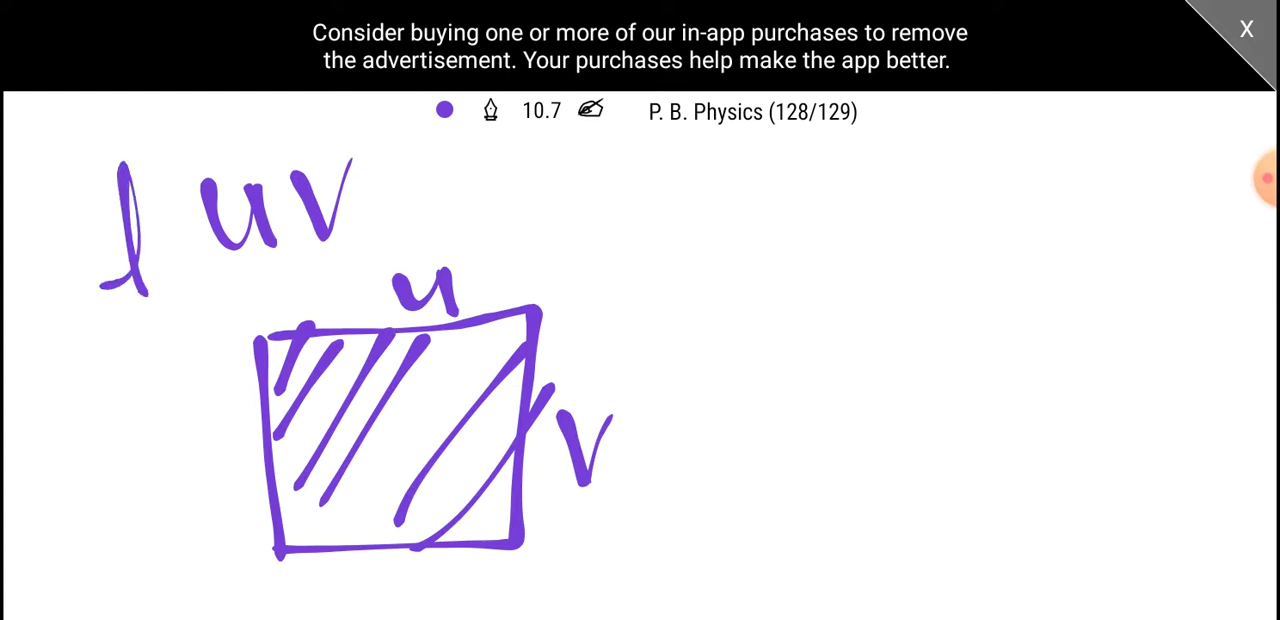 Consider buying one or more of our in-app purchases to remove
the advertisement. Your purchases help make the app better.
X
10.7 P. B. Physics (128/129)
l uv
u
v